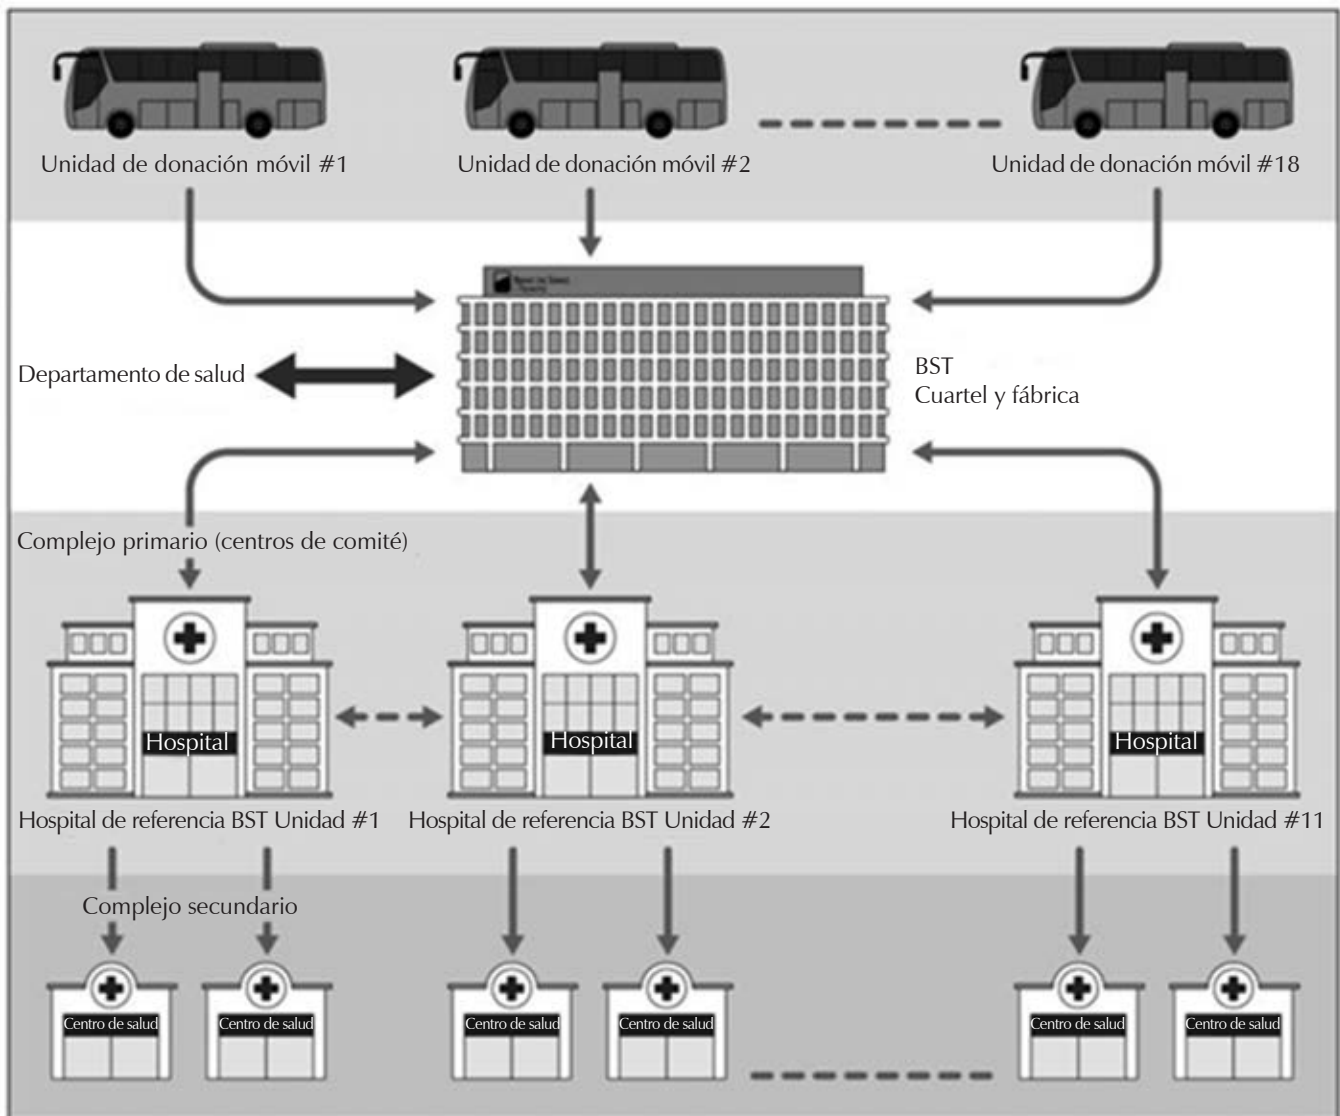 Unidad de donación móvil #1
Unidad de donación móvil #2
Unidad de donación móvil #18
Departamento de salud
BST
Cuartel y fábrica
Complejo primario (centros de comité)
Hospital
Hospital
Hospital
Hospital de referencia BST Unidad #1
Hospital de referencia BST Unidad #2
Hospital de referencia BST Unidad #11
Complejo secundario
Centro de salud
Centro de salud
Centro de salud
Centro de salud
Centro de salud
Centro de salud